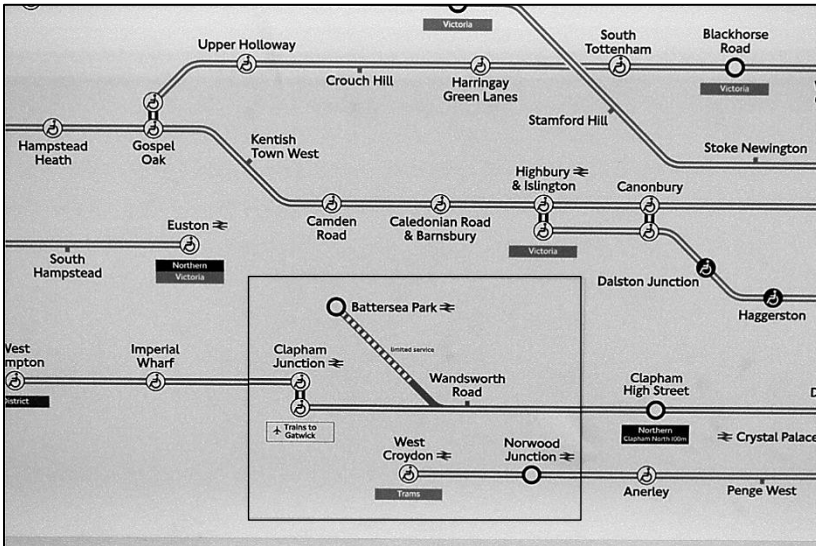 Victoria
South
Tottenham
Blackhorse
Road
Upper Holloway
Crouch Hill
Harringay
Green Lanes
Victoria
Stamford Hill
Hampstead
Heath
Gospel
Oak
Kentish
Town West
Stoke Newington
Highbury
& Islington
Canonbury
Camden
Road
Caledonian Road
& Barnsbury
Victoria
Euston
South
Hampstead
Northern
Victoria
Dalston Junction
Haggerston
Battersea Park
limited service
West
mpton
District
Imperial
Wharf
Clapham
Junction
Trains to
Gatwick
Wandsworth
Road
Clapham
High Street
Northern
Clapham North 100m
Crystal Palace
West
Croydon
Trams
Norwood
Junction
Anerley
Penge West